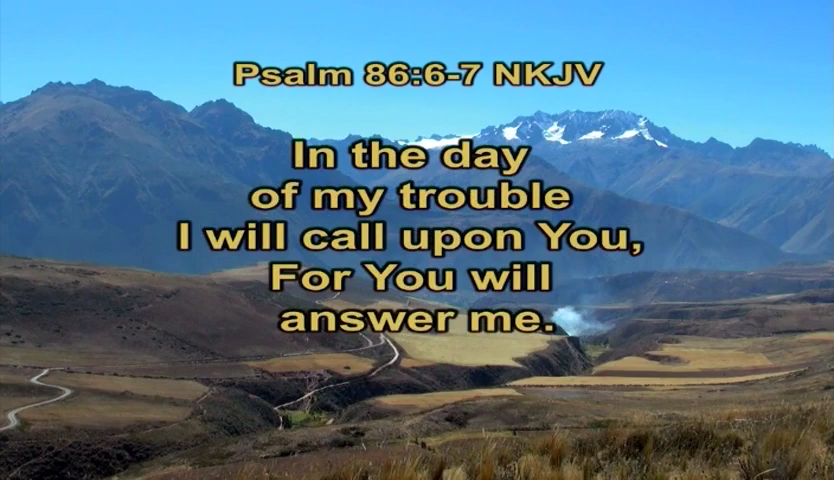 Psalm 86:6-7 NKJV
In the day
of my trouble
I will call upon You,
For You will
answer me.